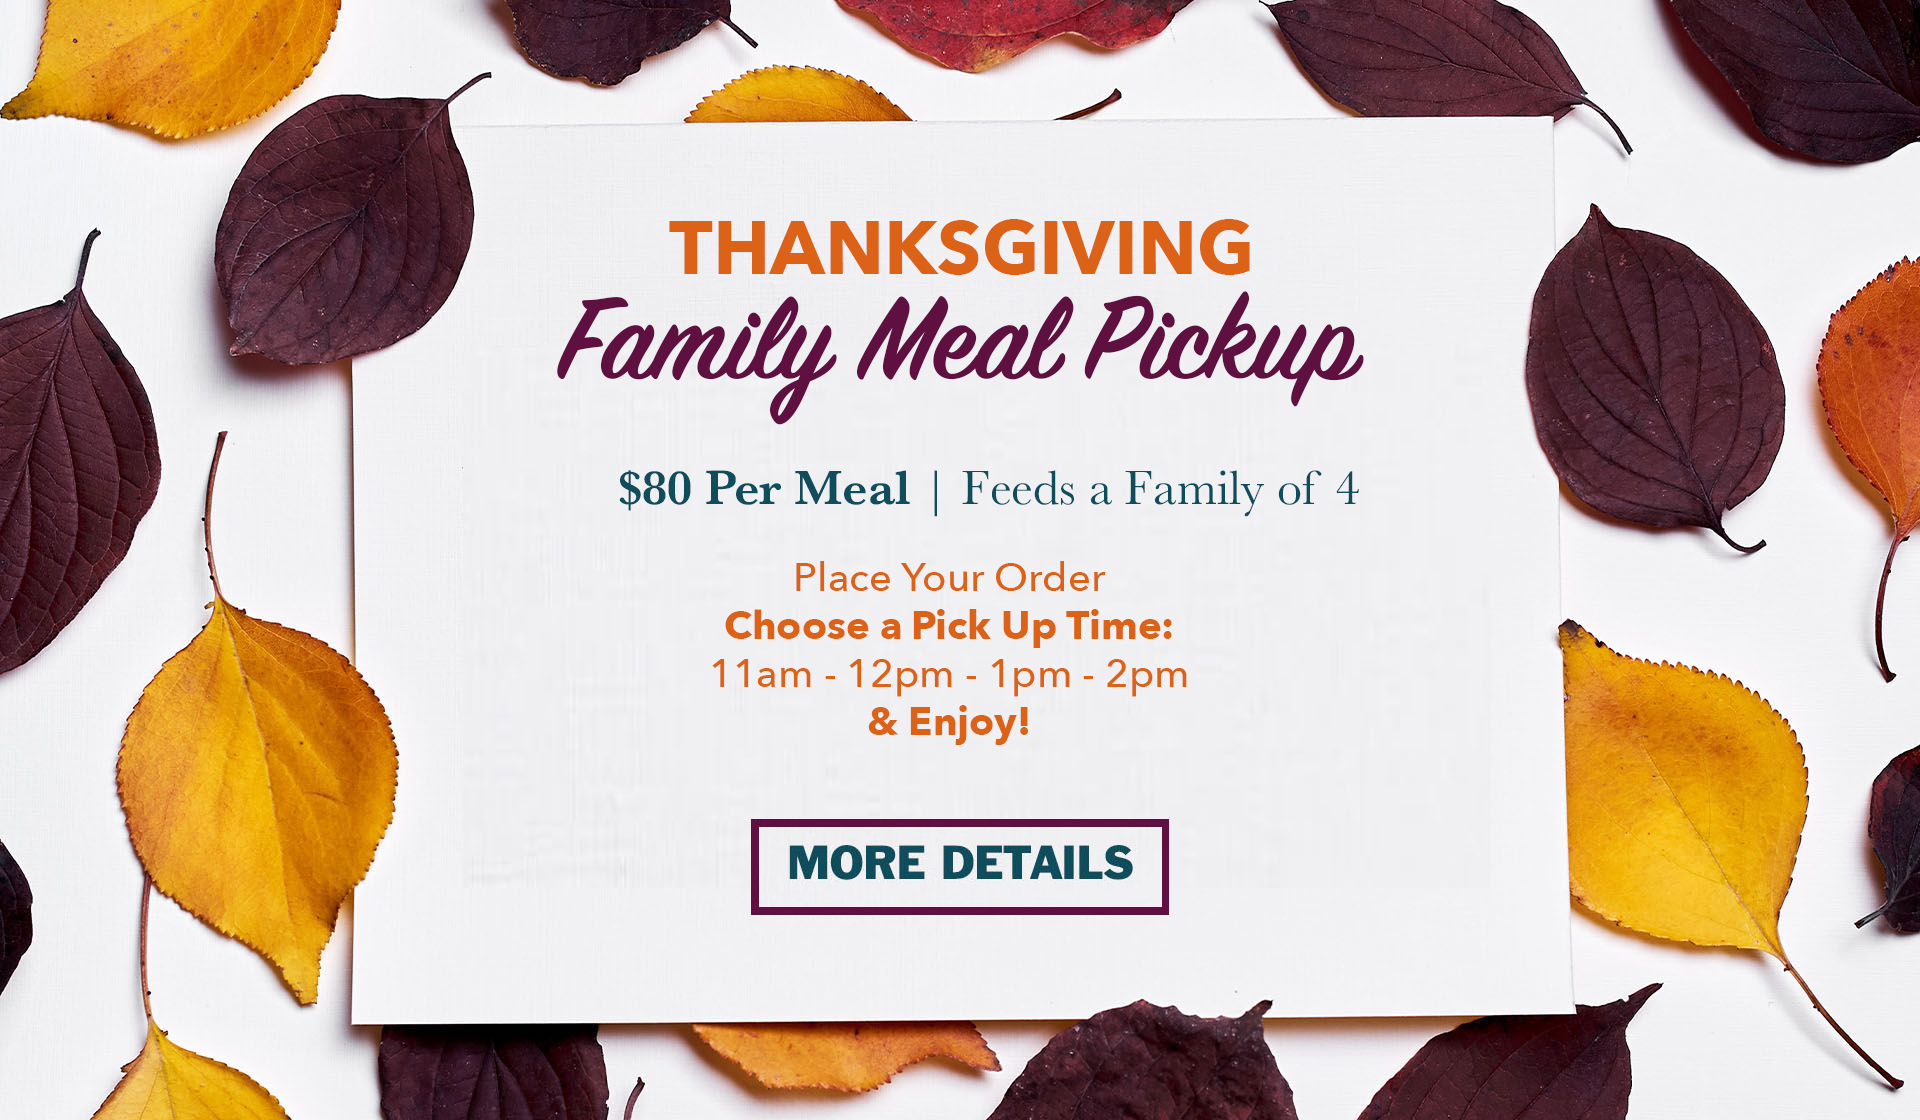 THANKSGIVING
Family Meal Pickup
$80 Per Meal | Feeds a Family of 4
Place Your Order
Choose a Pick Up Time:
11am - 12pm - 1pm - 2pm
& Enjoy!
MORE DETAILS